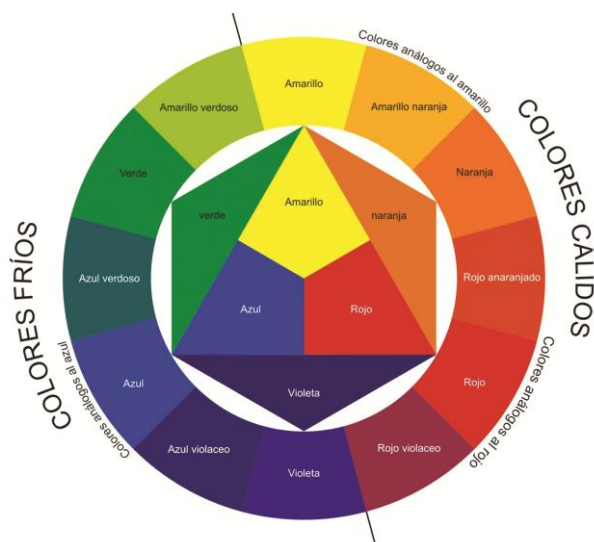 Colores análogos al amarillo
Amarillo
Amarillo verdoso
Amarillo naranja
COLORES CALIDOS
Verde
Naranja
verde
Amarillo
naranja
Azul verdoso
Rojo anaranjado
COLORES FRÍOS
Azul
Rojo
Azul
Rojo
Colores análogos al azul
Colores análogos al rojo
Violeta
Azul violaceo
Rojo violaceo
Violeta